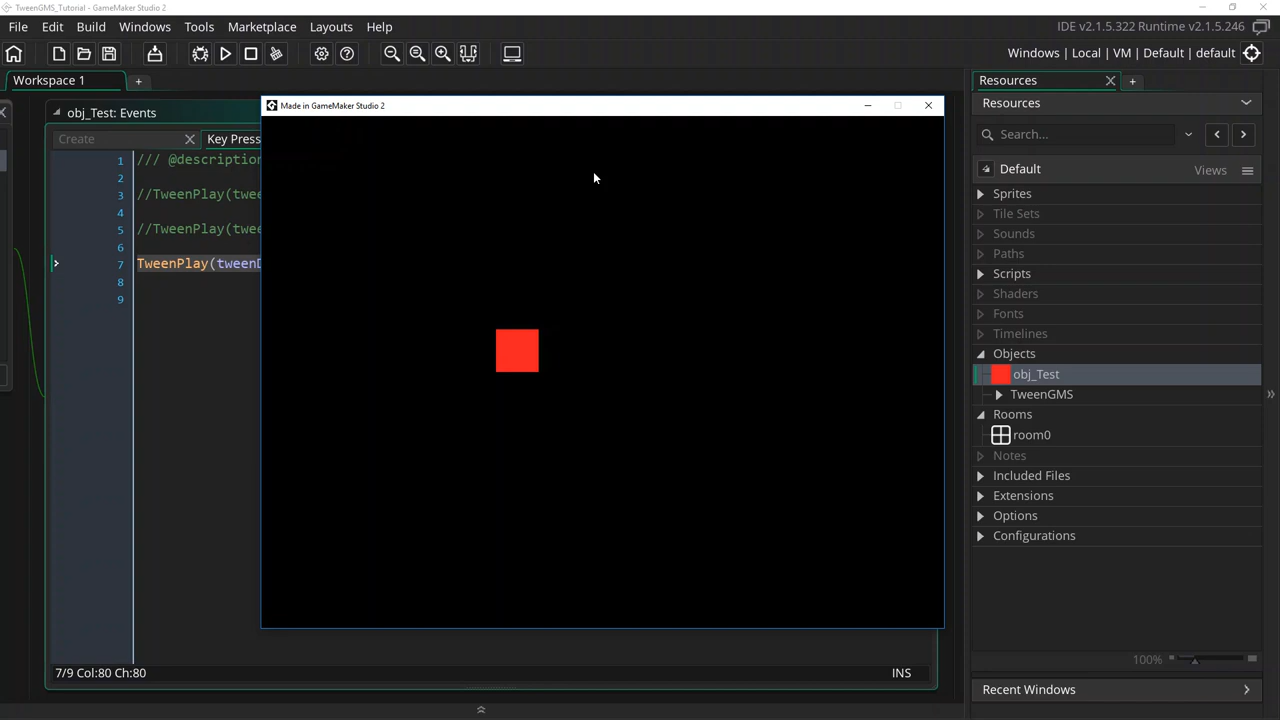 TweenGMS_Tutorial - GameMaker Studio 2
File Edit Build Windows Tools Marketplace Layouts Help
IDE v2.1.5.322 Runtime v2.1.5.246
Windows | Local | VM | Default | default
Workspace 1
+
Resources
+
Resources
obj_Test: Events
Made in GameMaker Studio 2
Create
Key Press
Search...
1 /// @description
2
3 //TweenPlay(twee
4
5 //TweenPlay(twee
6
7 TweenPlay(tweenD
8
9
Default
Views
Sprites
Tile Sets
Sounds
Paths
Scripts
Shaders
Fonts
Timelines
Objects
obj_Test
TweenGMS
Rooms
room0
Notes
Included Files
Extensions
Options
Configurations
100%
7/9 Col:80 Ch:80
INS
Recent Windows